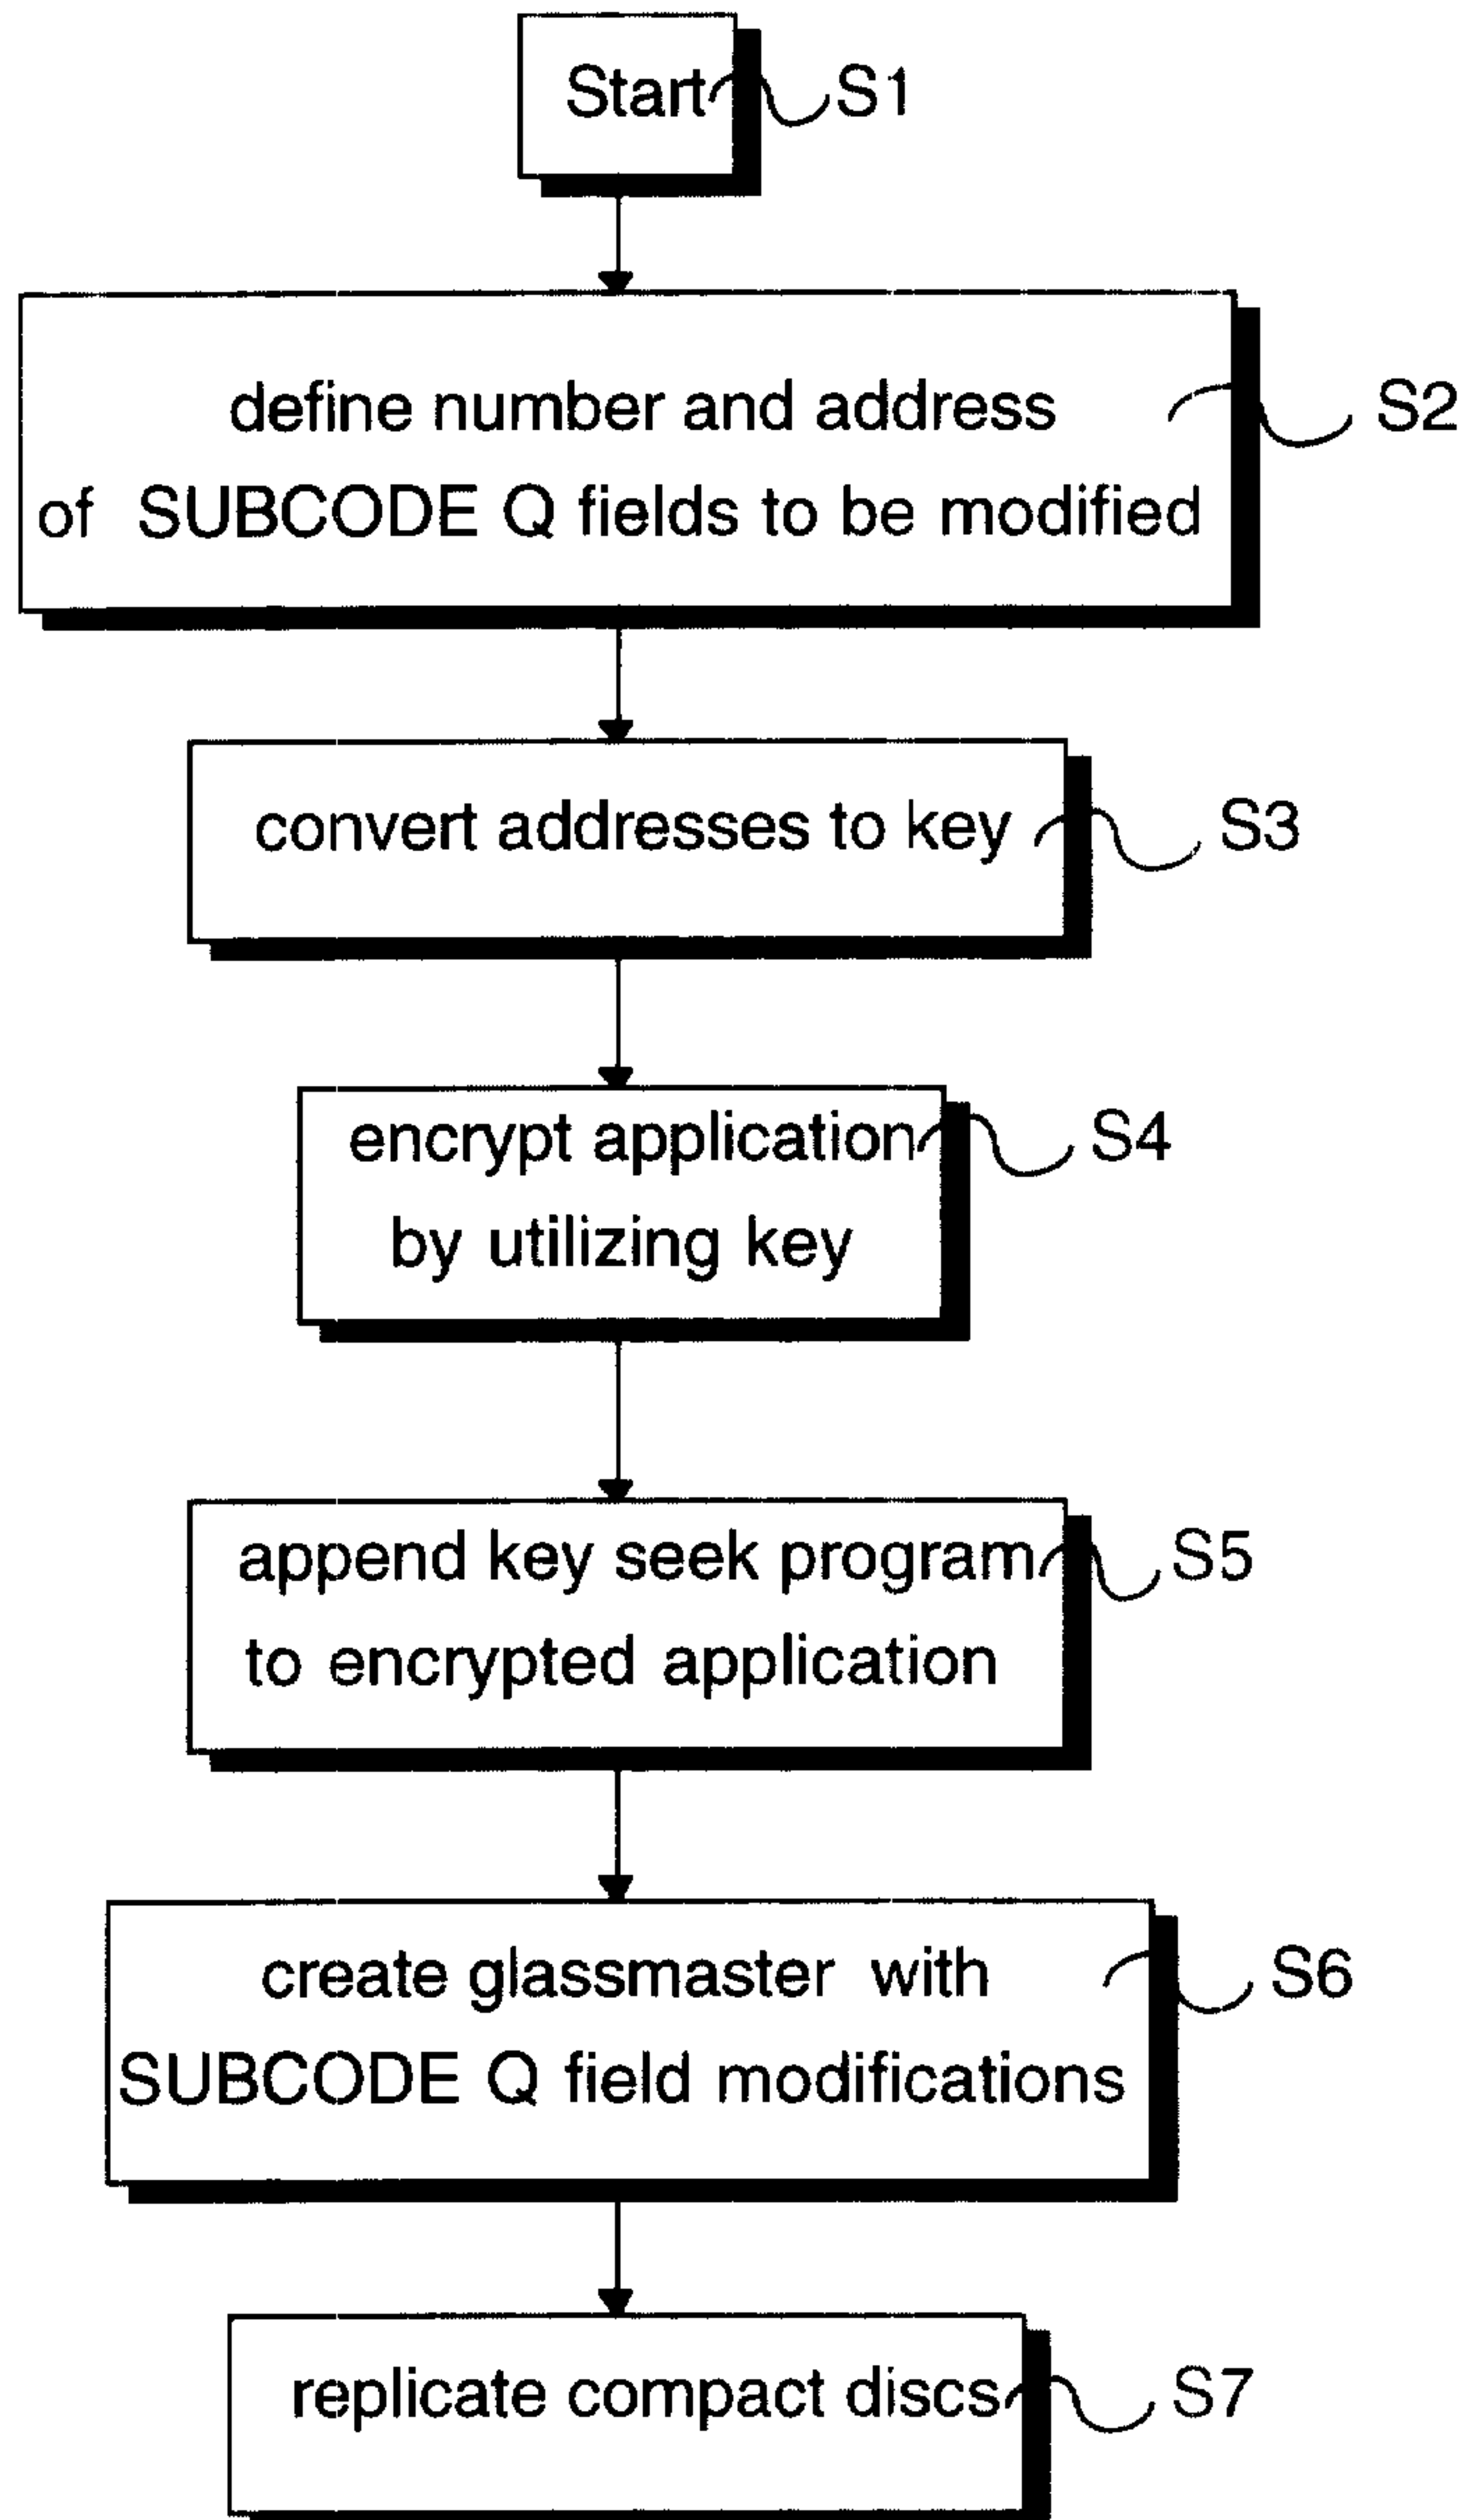 Start S1
define number and address S2
of SUBCODE Q fields to be modified
convert addresses to key S3
encrypt application S4
by utilizing key
append key seek program S5
to encrypted application
create glassmaster with S6
SUBCODE Q field modifications
replicate compact discs S7